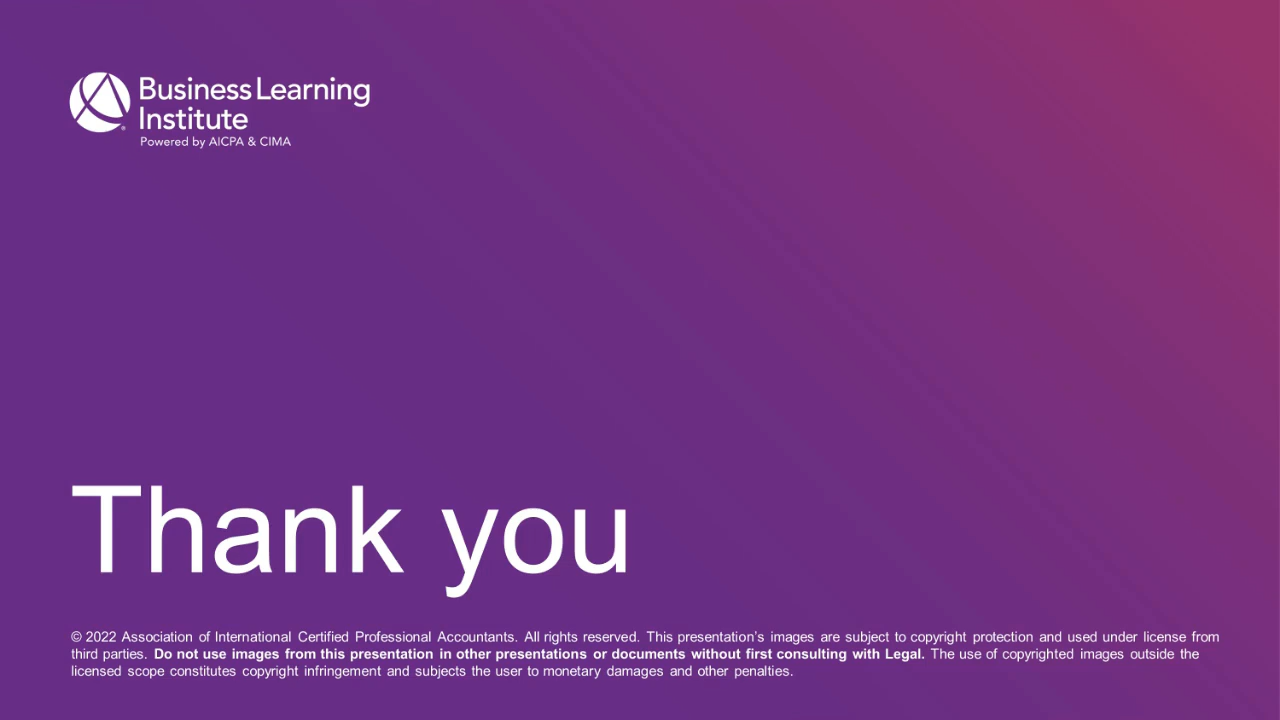 Business Learning
Institute
Powered by AICPA & CIMA
Thank you
© 2022 Association of International Certified Professional Accountants. All rights reserved. This presentation’s images are subject to copyright protection and used under license from
third parties. Do not use images from this presentation in other presentations or documents without first consulting with Legal. The use of copyrighted images outside the
licensed scope constitutes copyright infringement and subjects the user to monetary damages and other penalties.